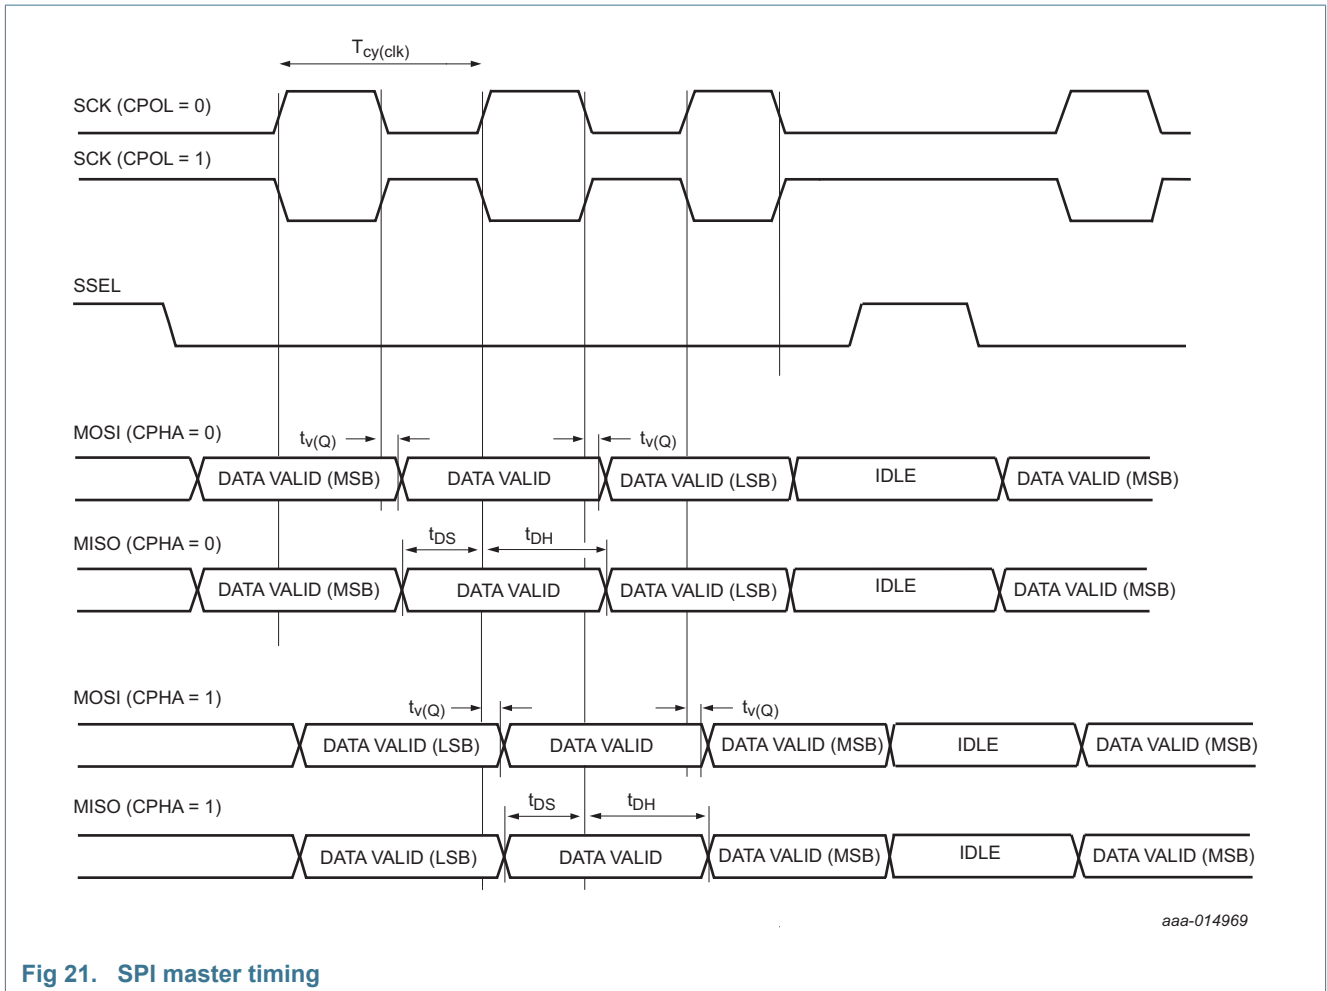 Tcy(clk)
SCK (CPOL = 0)
SCK (CPOL = 1)
SSEL
MOSI (CPHA = 0)
tv(Q)
tv(Q)
DATA VALID (MSB)
DATA VALID
DATA VALID (LSB)
IDLE
DATA VALID (MSB)
tDS
tDH
MISO (CPHA = 0)
DATA VALID (MSB)
DATA VALID
DATA VALID (LSB)
IDLE
DATA VALID (MSB)
MOSI (CPHA = 1)
tv(Q)
tv(Q)
DATA VALID (LSB)
DATA VALID
DATA VALID (MSB)
IDLE
DATA VALID (MSB)
tDS
tDH
MISO (CPHA = 1)
DATA VALID (LSB)
DATA VALID
DATA VALID (MSB)
IDLE
DATA VALID (MSB)
aaa-014969
Fig 21. SPI master timing